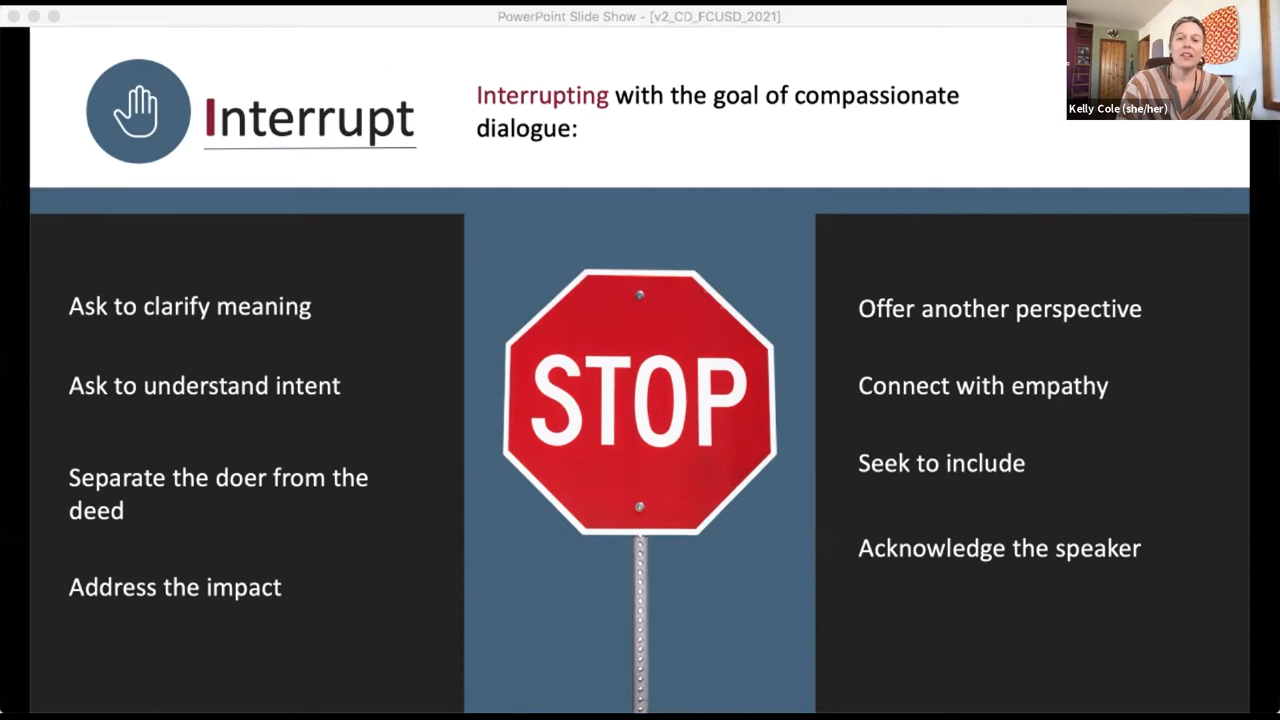 PowerPoint Slide Show - [v2_CD_FCUSD_2021]
Kelly Cole (she/her)
Interrupt
Interrupting with the goal of compassionate
dialogue:
Ask to clarify meaning
Ask to understand intent
Separate the doer from the
deed
Address the impact
STOP
Offer another perspective
Connect with empathy
Seek to include
Acknowledge the speaker